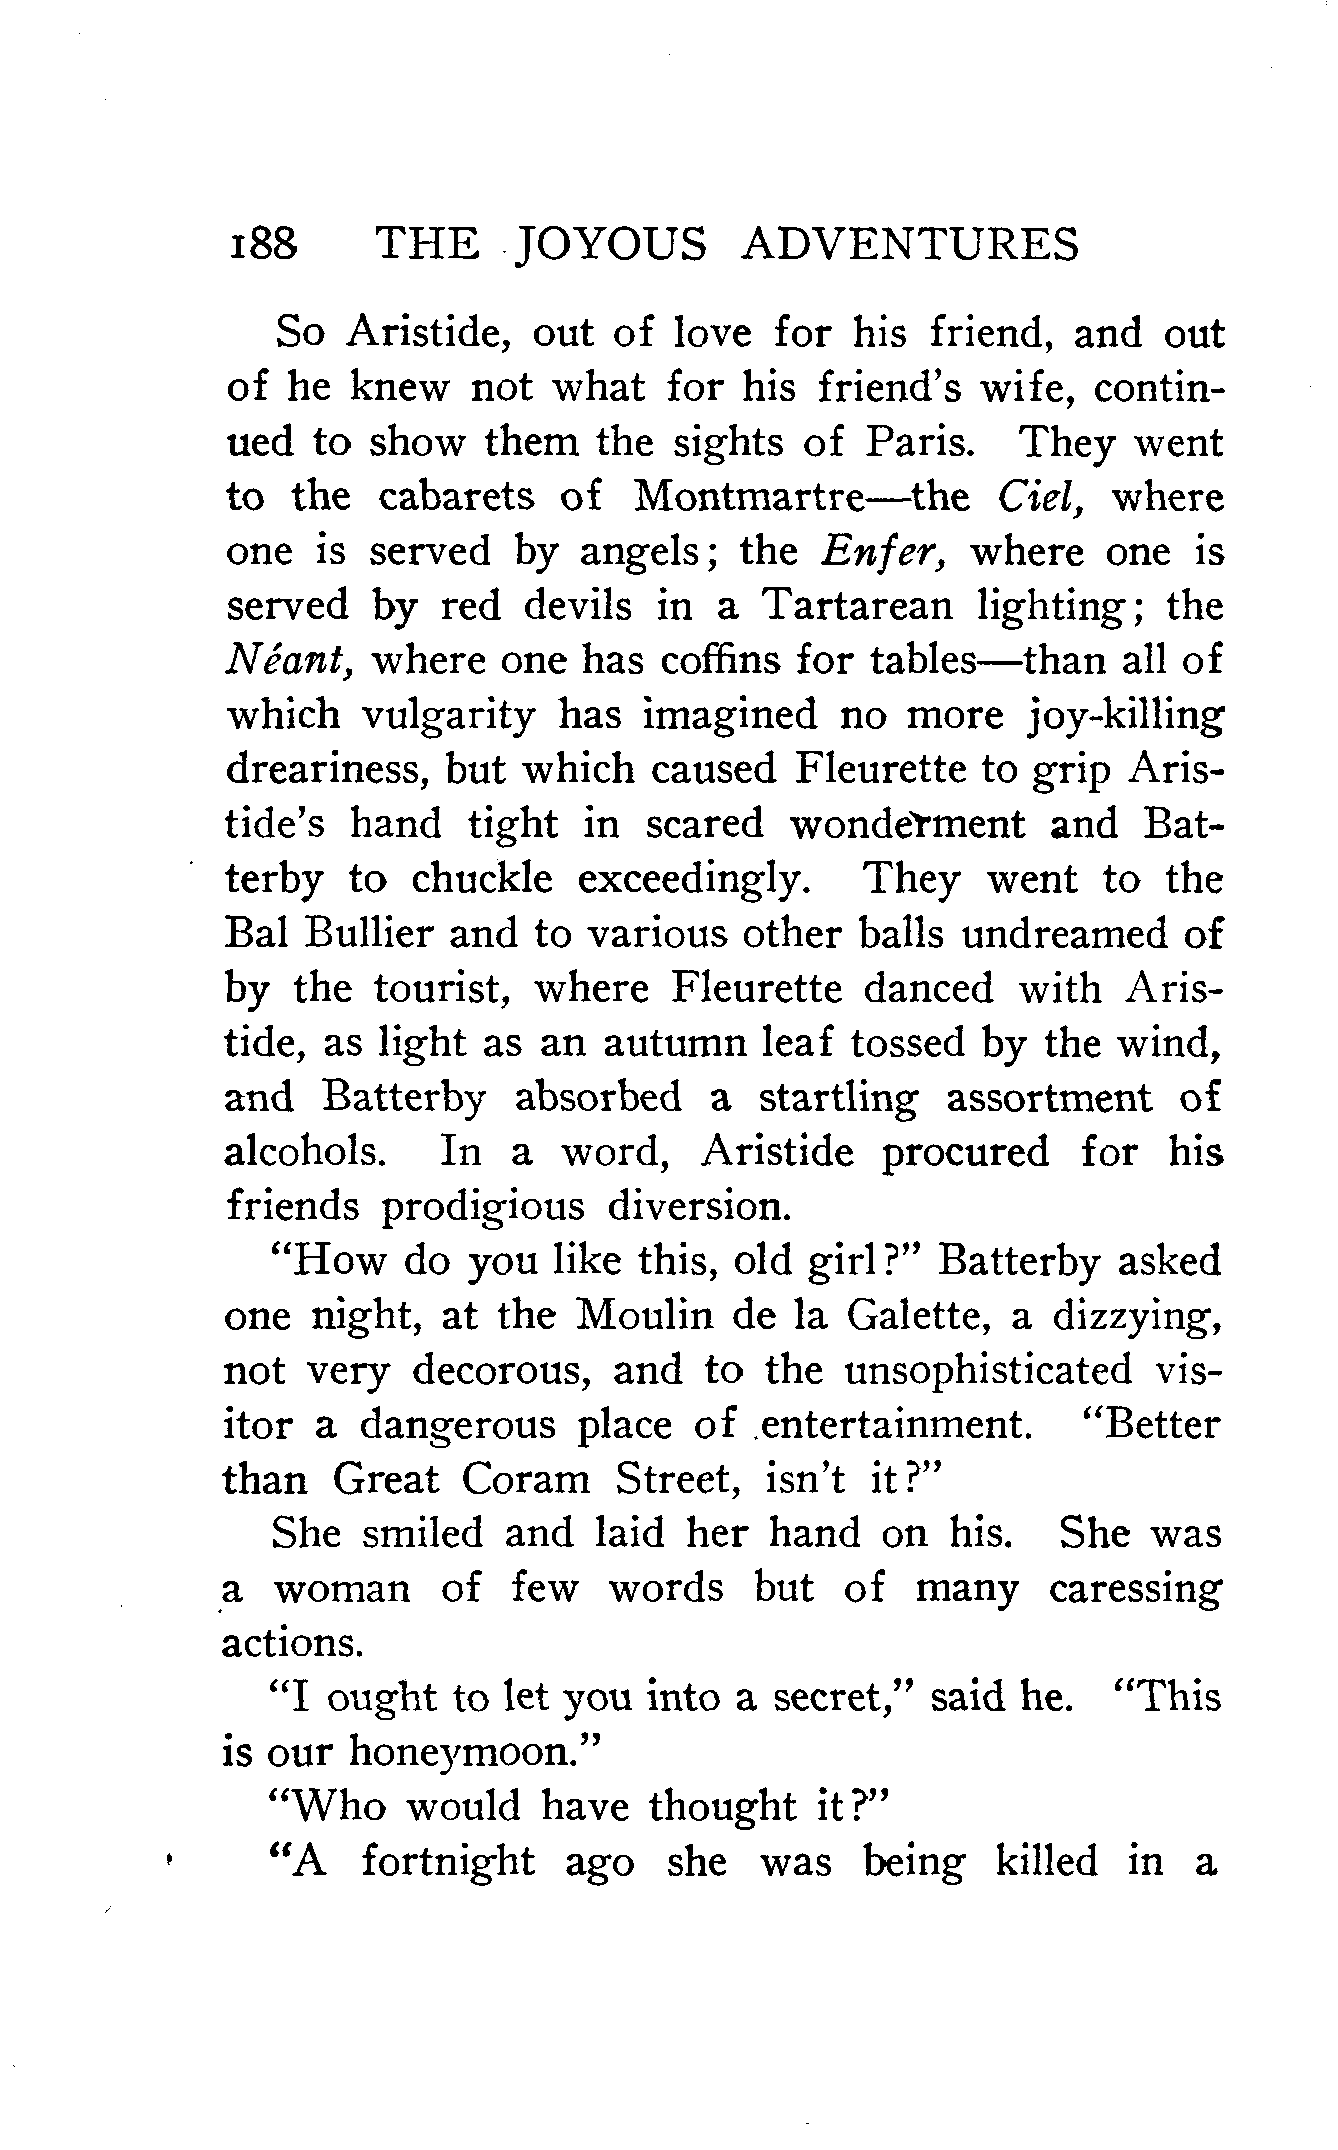 188 THE JOYOUS ADVENTURES
So Aristide, out of love for his friend, and out
of he knew not what for his friend's wife, contin-
ued to show them the sights of Paris. They went
to the cabarets of Montmartre—the Ciel, where
one is served by angels; the Enfer, where one is
served by red devils in a Tartarean lighting; the
Néant, where one has coffins for tables—than all of
which vulgarity has imagined no more joy-killing
dreariness, but which caused Fleurette to grip Aris-
tide's hand tight in scared wonderment and Bat-
terby to chuckle exceedingly. They went to the
Bal Bullier and to various other balls undreamed of
by the tourist, where Fleurette danced with Aris-
tide, as light as an autumn leaf tossed by the wind,
and Batterby absorbed a startling assortment of
alcohols. In a word, Aristide procured for his
friends prodigious diversion.
"How do you like this, old girl?" Batterby asked
one night, at the Moulin de la Galette, a dizzying,
not very decorous, and to the unsophisticated vis-
itor a dangerous place of entertainment. "Better
than Great Coram Street, isn't it?"
She smiled and laid her hand on his. She was
a woman of few words but of many caressing
actions.
"I ought to let you into a secret," said he. "This
is our honeymoon."
"Who would have thought it?"
"A fortnight ago she was being killed in a